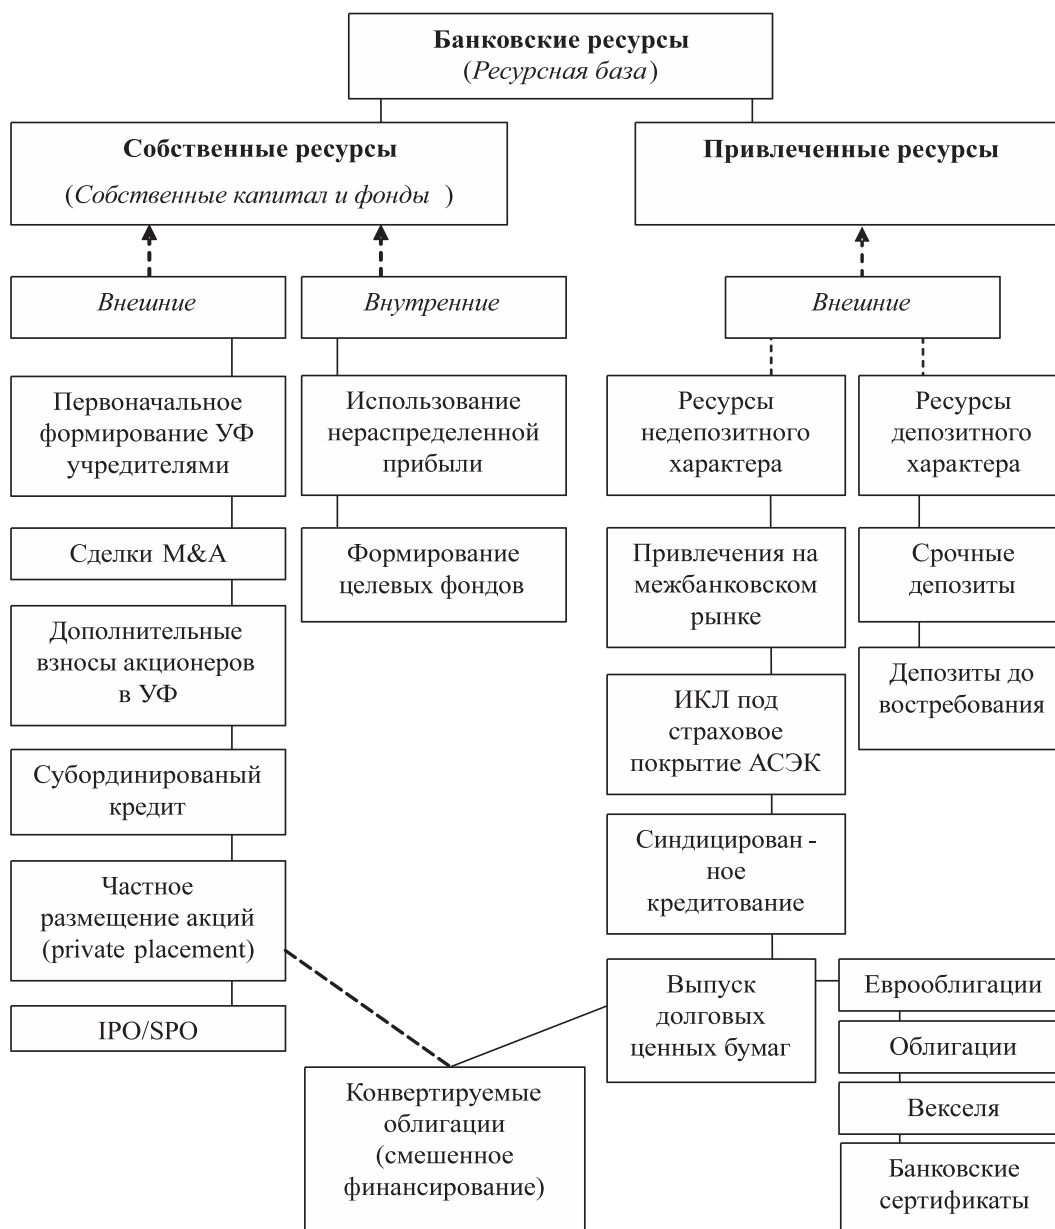 Банковские ресурсы
(Ресурсная база)
Собственные ресурсы
(Собственные капитал и фонды )
Привлеченные ресурсы
Внешние
Внутренние
Внешние
Первоначальное
формирование УФ
учредителями
Сделки M&A
Дополнительные
взносы акционеров
в УФ
Субординированый
кредит
Частное
размещение акций
(private placement)
IPO/SPO
Использование
нераспределенной
прибыли
Формирование
целевых фондов
Ресурсы
недепозитного
характера
Привлечения на
межбанковском
рынке
ИКЛ под
страховое
покрытие АСЭК
Синдицирован -
ное
кредитование
Выпуск
долговых
ценных бумаг
Ресурсы
депозитного
характера
Срочные
депозиты
Депозиты до
востребования
Еврооблигации
Облигации
Векселя
Банковские
сертификаты
Конвертируемые
облигации
(смешенное
финансирование)